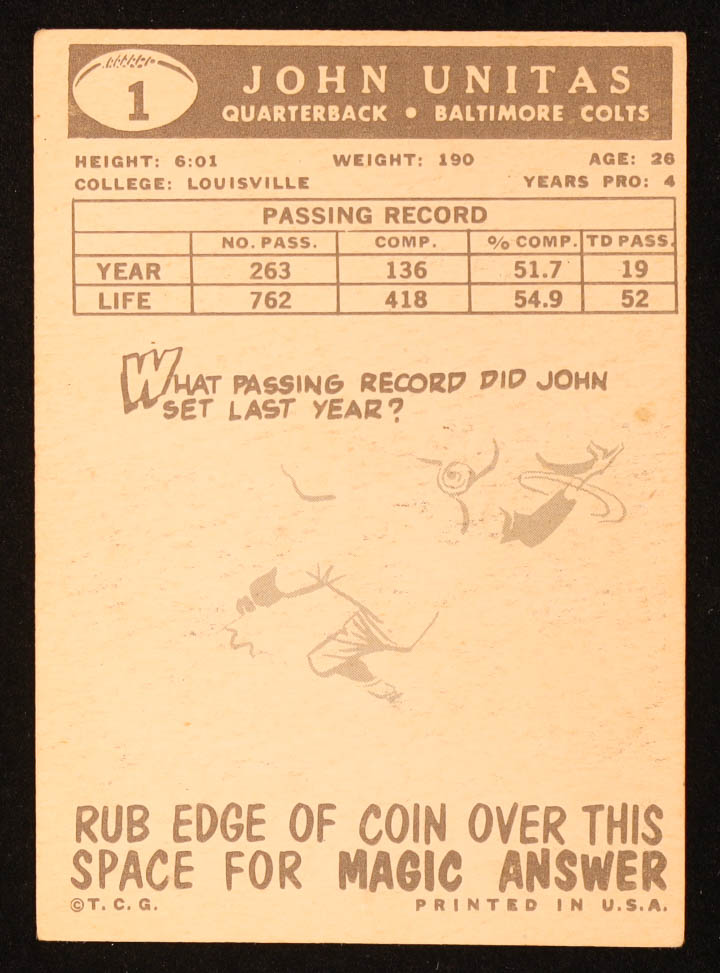 1
JOHN UNITAS
QUARTERBACK • BALTIMORE COLTS
HEIGHT: 6:01 WEIGHT: 190 AGE: 26
COLLEGE: LOUISVILLE YEARS PRO: 4
PASSING RECORD
NO. PASS. COMP. % COMP. TD PASS.
YEAR 263 136 51.7 19
LIFE 762 418 54.9 52
WHAT PASSING RECORD DID JOHN
SET LAST YEAR?
RUB EDGE OF COIN OVER THIS
SPACE FOR MAGIC ANSWER
©T. C. G. PRINTED IN U.S.A.